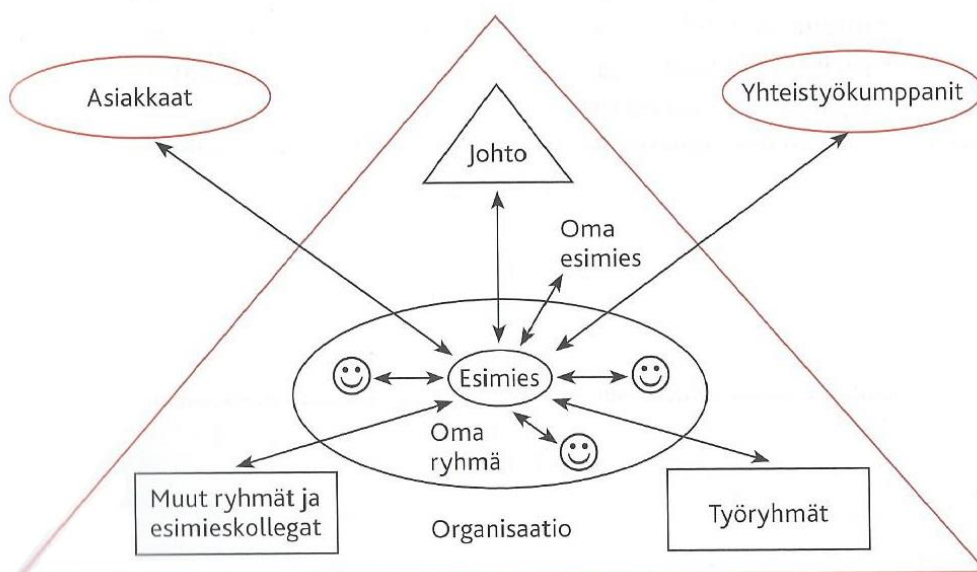 Asiakkaat
Yhteistyökumppanit
Johto
Oma
esimies
Esimies
Oma
ryhmä
Muut ryhmät ja
esimieskollegat
Organisaatio
Työryhmät